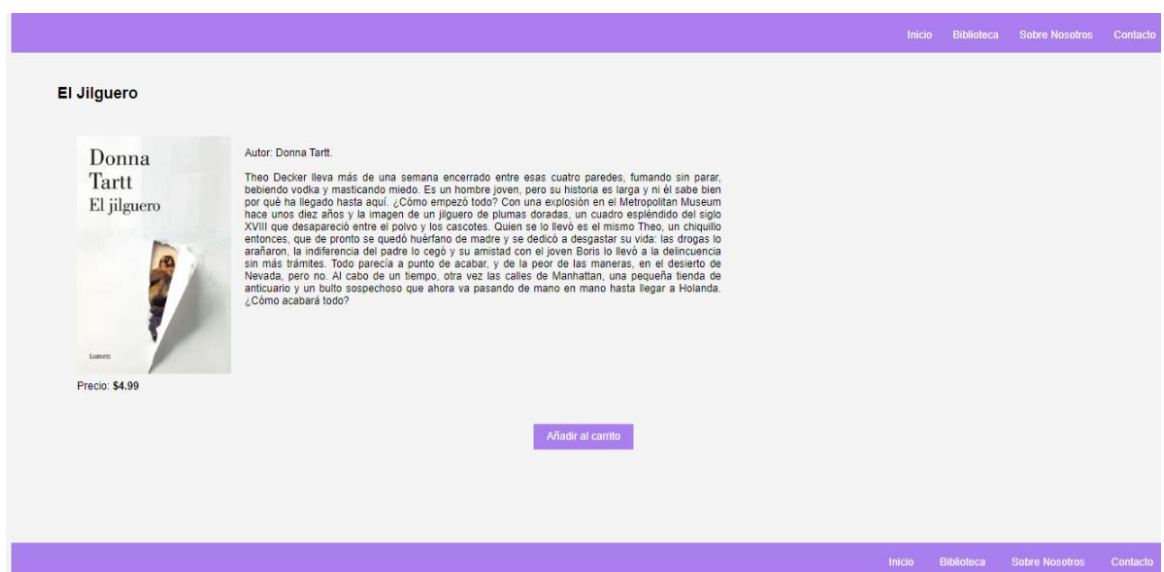 Inicio Biblioteca Sobre Nosotros Contacto
El Jilguero
Donna
Tartt
El jilguero
Lumen
Autor: Donna Tartt.
Theo Decker lleva más de una semana encerrado entre esas cuatro paredes, fumando sin parar,
bebiendo vodka y masticando miedo. Es un hombre joven, pero su historia es larga y ni él sabe bien
por qué ha llegado hasta aquí. ¿Cómo empezó todo? Con una explosión en el Metropolitan Museum
hace unos diez años y la imagen de un jilguero de plumas doradas, un cuadro espléndido del siglo
XVIII que desapareció entre el polvo y los cascotes. Quien se lo llevó es el mismo Theo, un chiquillo
entonces, que de pronto se quedó huérfano de madre y se dedicó a desgastar su vida: las drogas lo
arañaron, la indiferencia del padre lo cegó y su amistad con el joven Boris lo llevó a la delincuencia
sin más trámites. Todo parecía a punto de acabar, y de la peor de las maneras, en el desierto de
Nevada, pero no. Al cabo de un tiempo, otra vez las calles de Manhattan, una pequeña tienda de
anticuario y un bulto sospechoso que ahora va pasando de mano en mano hasta llegar a Holanda.
¿Cómo acabará todo?
Precio: $4.99
Añadir al carrito
Inicio Biblioteca Sobre Nosotros Contacto